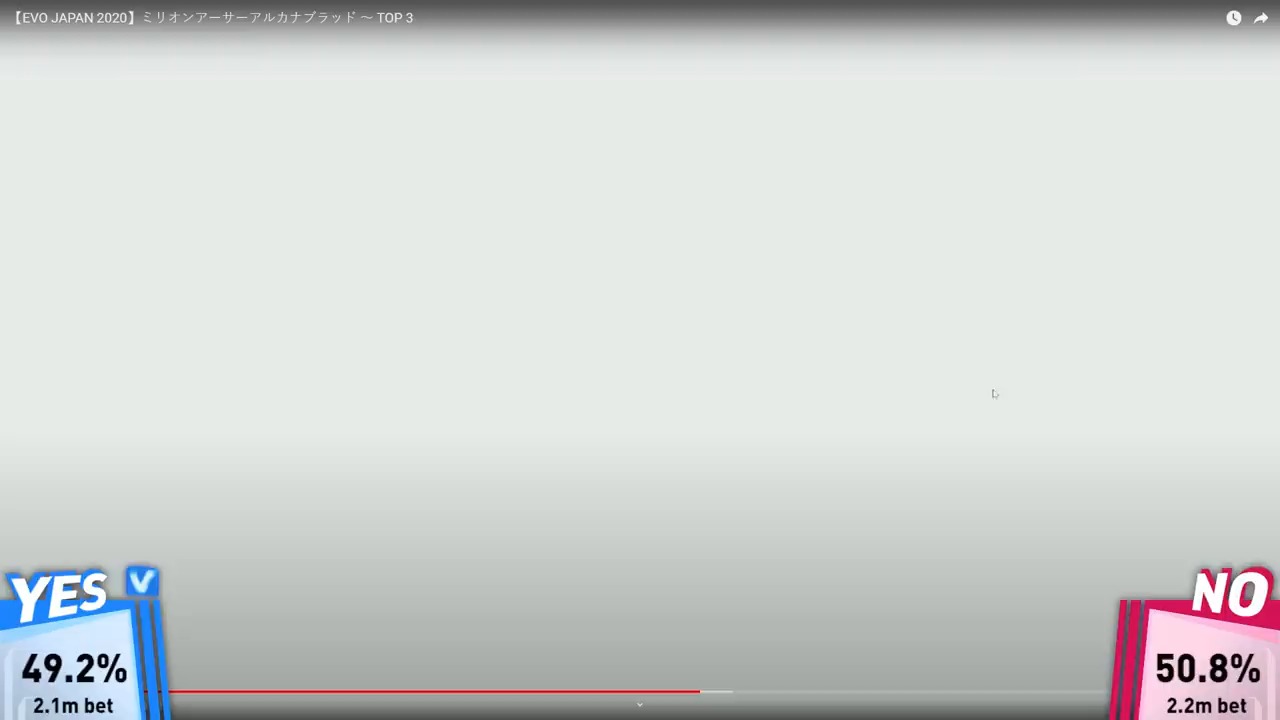 【EVO JAPAN 2020】ミリオンアーサーアルカナブラッド ～ TOP 3
YES
49.2%
2.1m bet
NO
50.8%
2.2m bet